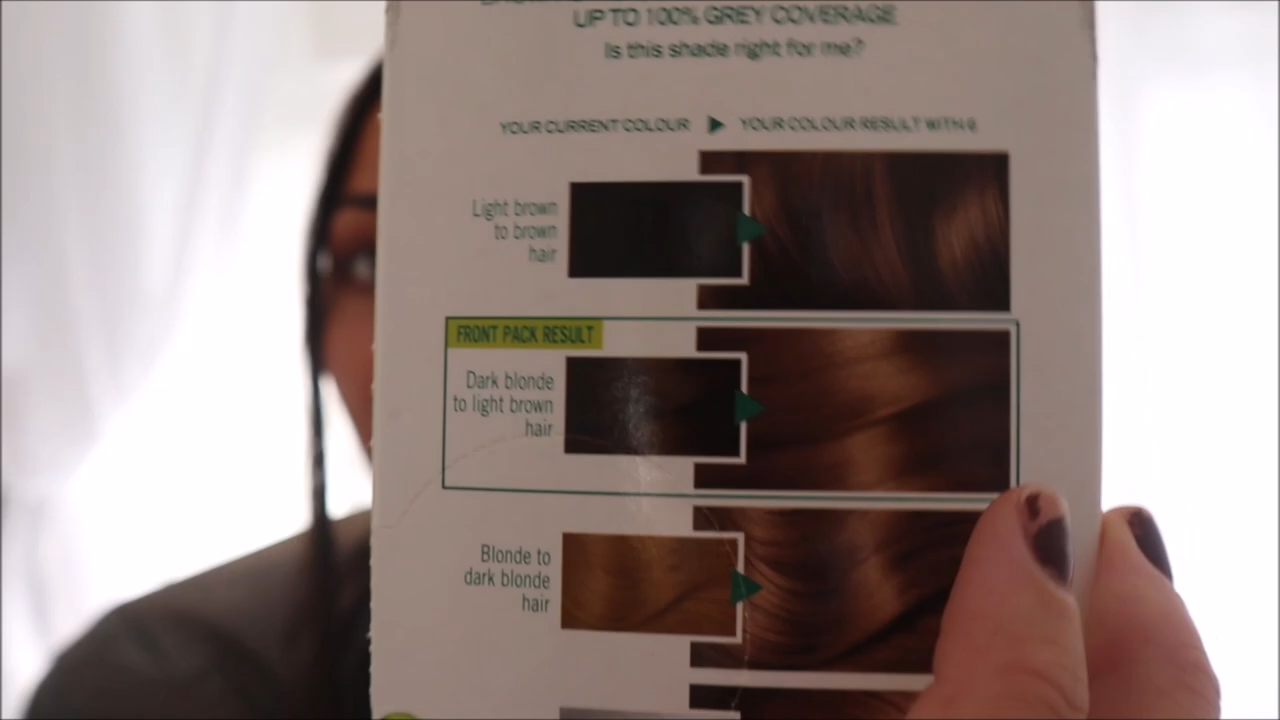 UP TO 100% GREY COVERAGE
Is this shade right for me?
YOUR CURRENT COLOUR ▶ YOUR COLOUR RESULT WITH 6
Light brown
to brown
hair
FRONT PACK RESULT
Dark blonde
to light brown
hair
Blonde to
dark blonde
hair